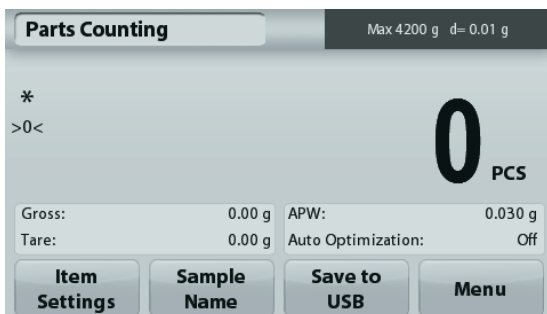 Parts Counting
Max 4200 g d= 0.01 g
*
>0<
0 PCS
Gross: 0.00 g
Tare: 0.00 g
APW: 0.030 g
Auto Optimization: Off
Item Settings
Sample Name
Save to USB
Menu